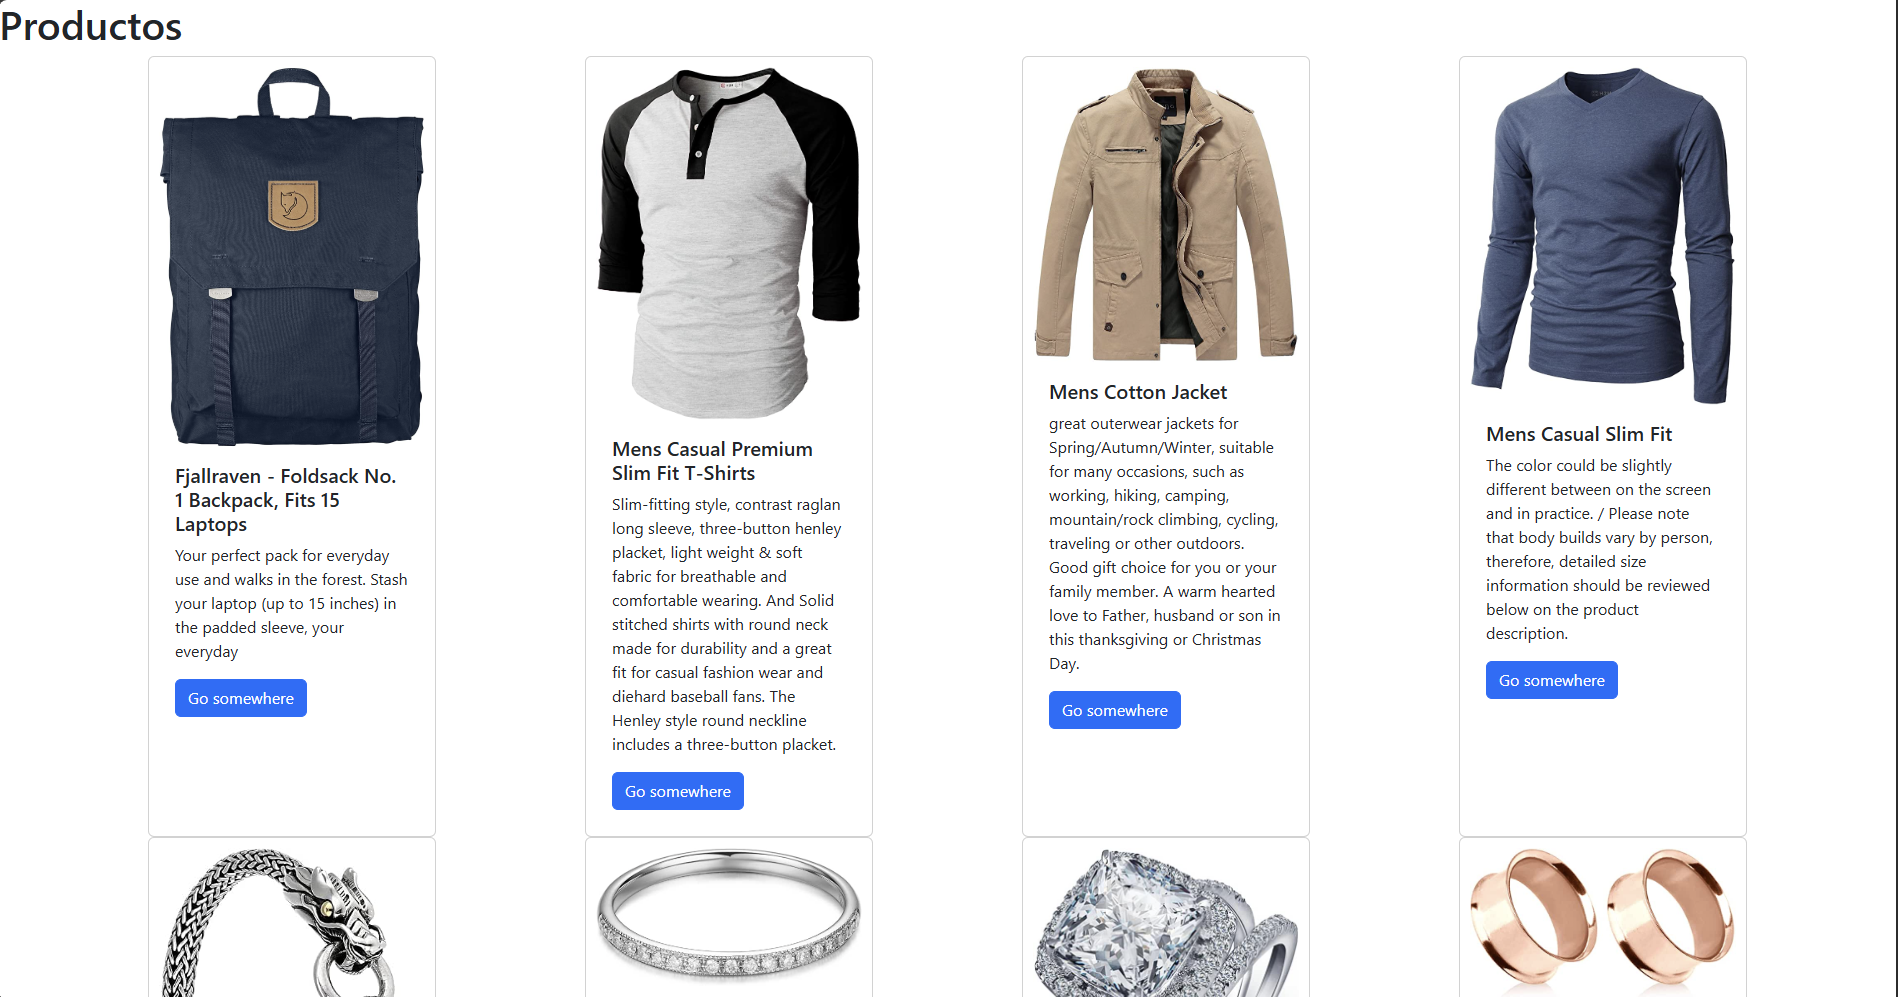 Productos
Fjallraven - Foldsack No.
1 Backpack, Fits 15
Laptops
Your perfect pack for everyday
use and walks in the forest. Stash
your laptop (up to 15 inches) in
the padded sleeve, your
everyday
Go somewhere
Mens Casual Premium
Slim Fit T-Shirts
Slim-fitting style, contrast raglan
long sleeve, three-button henley
placket, light weight & soft
fabric for breathable and
comfortable wearing. And Solid
stitched shirts with round neck
made for durability and a great
fit for casual fashion wear and
diehard baseball fans. The
Henley style round neckline
includes a three-button placket.
Go somewhere
Mens Cotton Jacket
great outerwear jackets for
Spring/Autumn/Winter, suitable
for many occasions, such as
working, hiking, camping,
mountain/rock climbing, cycling,
traveling or other outdoors.
Good gift choice for you or your
family member. A warm hearted
love to Father, husband or son in
this thanksgiving or Christmas
Day.
Go somewhere
Mens Casual Slim Fit
The color could be slightly
different between on the screen
and in practice. / Please note
that body builds vary by person,
therefore, detailed size
information should be reviewed
below on the product
description.
Go somewhere